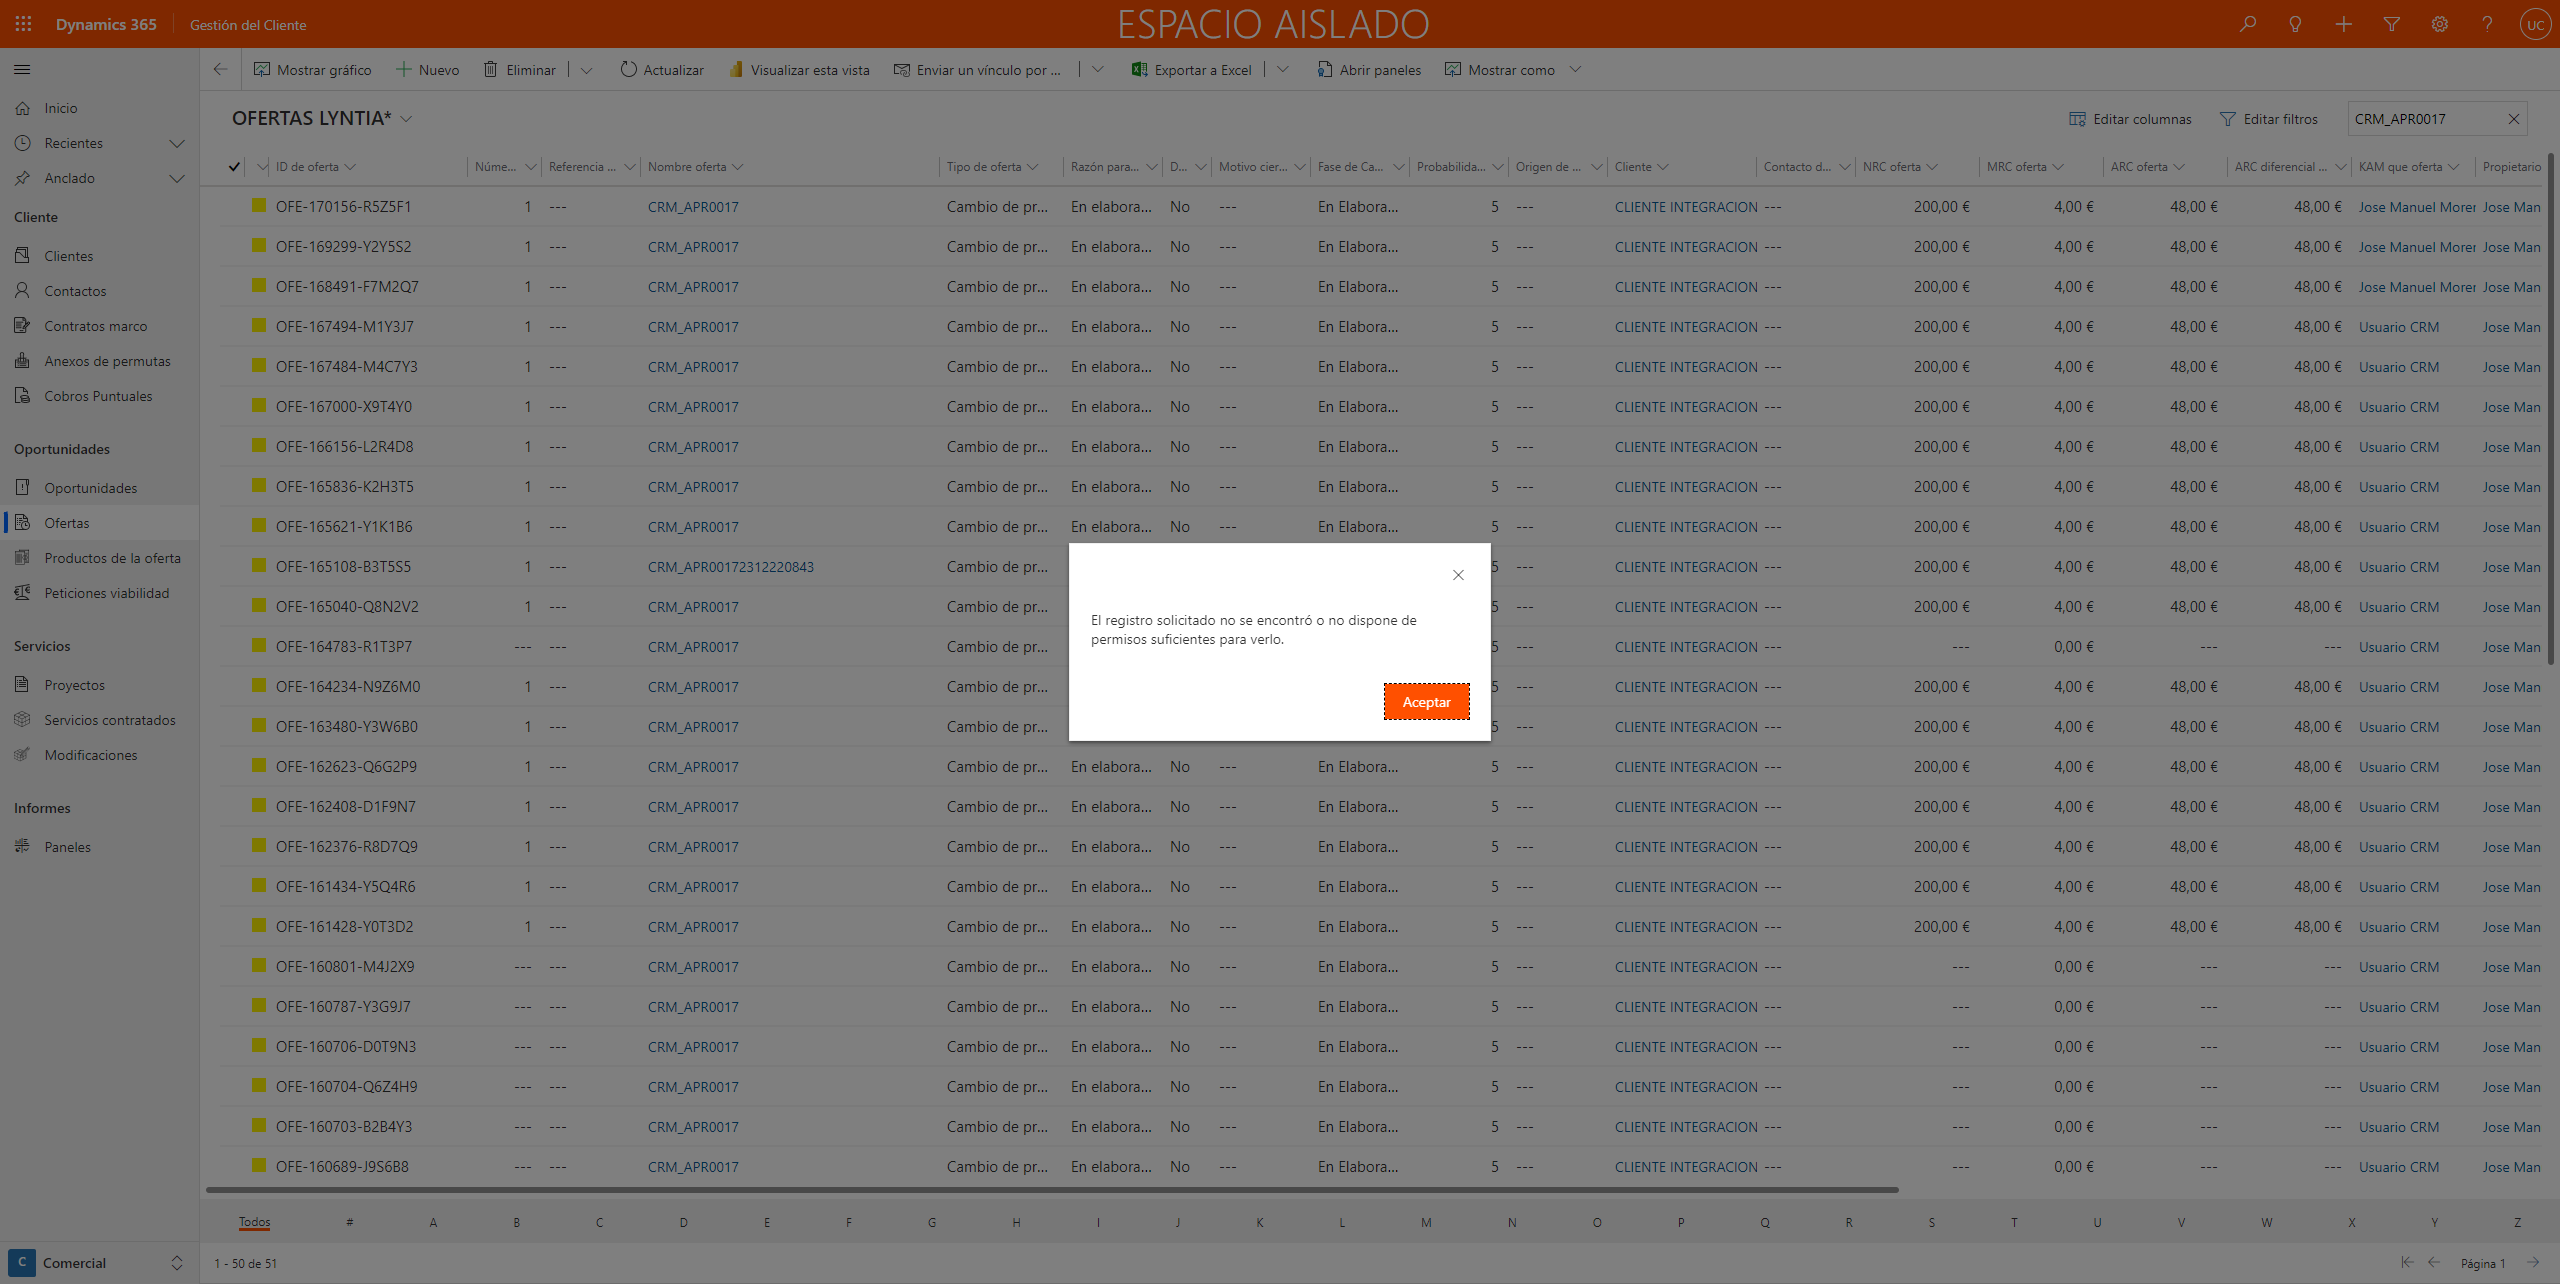 Dynamics 365 Gestión del Cliente ESPACIO AISLADO UC
Mostrar gráfico Nuevo Eliminar Actualizar Visualizar esta vista Enviar un vínculo por ... Exportar a Excel Abrir paneles Mostrar como
Inicio
Recientes
Anclado
Cliente
Clientes
Contactos
Contratos marco
Anexos de permutas
Cobros Puntuales
Oportunidades
Oportunidades
Ofertas
Productos de la oferta
Peticiones viabilidad
Servicios
Proyectos
Servicios contratados
Modificaciones
Informes
Paneles
C Comercial
OFERTAS LYNTIA* Editar columnas Editar filtros CRM_APR0017
ID de oferta Núme... Referencia ... Nombre oferta Tipo de oferta Razón para... D... Motivo cier... Fase de Ca... Probabilida... Origen de ... Cliente Contacto d... NRC oferta MRC oferta ARC oferta ARC diferencial ... KAM que oferta Propietario
OFE-170156-R5Z5F1 1 --- CRM_APR0017 Cambio de pr... En elabora... No --- En Elabora... 5 --- CLIENTE INTEGRACION --- 200,00 € 4,00 € 48,00 € 48,00 € Jose Manuel Morer Jose Man
OFE-169299-Y2Y5S2 1 --- CRM_APR0017 Cambio de pr... En elabora... No --- En Elabora... 5 --- CLIENTE INTEGRACION --- 200,00 € 4,00 € 48,00 € 48,00 € Jose Manuel Morer Jose Man
OFE-168491-F7M2Q7 1 --- CRM_APR0017 Cambio de pr... En elabora... No --- En Elabora... 5 --- CLIENTE INTEGRACION --- 200,00 € 4,00 € 48,00 € 48,00 € Jose Manuel Morer Jose Man
OFE-167494-M1Y3J7 1 --- CRM_APR0017 Cambio de pr... En elabora... No --- En Elabora... 5 --- CLIENTE INTEGRACION --- 200,00 € 4,00 € 48,00 € 48,00 € Usuario CRM Jose Man
OFE-167484-M4C7Y3 1 --- CRM_APR0017 Cambio de pr... En elabora... No --- En Elabora... 5 --- CLIENTE INTEGRACION --- 200,00 € 4,00 € 48,00 € 48,00 € Usuario CRM Jose Man
OFE-167000-X9T4Y0 1 --- CRM_APR0017 Cambio de pr... En elabora... No --- En Elabora... 5 --- CLIENTE INTEGRACION --- 200,00 € 4,00 € 48,00 € 48,00 € Usuario CRM Jose Man
OFE-166156-L2R4D8 1 --- CRM_APR0017 Cambio de pr... En elabora... No --- En Elabora... 5 --- CLIENTE INTEGRACION --- 200,00 € 4,00 € 48,00 € 48,00 € Usuario CRM Jose Man
OFE-165836-K2H3T5 1 --- CRM_APR0017 Cambio de pr... En elabora... No --- En Elabora... 5 --- CLIENTE INTEGRACION --- 200,00 € 4,00 € 48,00 € 48,00 € Usuario CRM Jose Man
OFE-165621-Y1K1B6 1 --- CRM_APR0017 Cambio de pr... En elabora... No --- En Elabora... 5 --- CLIENTE INTEGRACION --- 200,00 € 4,00 € 48,00 € 48,00 € Usuario CRM Jose Man
OFE-165108-B3T5S5 1 --- CRM_APR00172312220843 Cambio de pr... 5 --- CLIENTE INTEGRACION --- 200,00 € 4,00 € 48,00 € 48,00 € Usuario CRM Jose Man
OFE-165040-Q8N2V2 1 --- CRM_APR0017 Cambio de pr... 5 --- CLIENTE INTEGRACION --- 200,00 € 4,00 € 48,00 € 48,00 € Usuario CRM Jose Man
OFE-164783-R1T3P7 --- --- CRM_APR0017 Cambio de pr... 5 --- CLIENTE INTEGRACION --- --- 0,00 € --- --- Usuario CRM Jose Man
OFE-164234-N9Z6M0 1 --- CRM_APR0017 Cambio de pr... 5 --- CLIENTE INTEGRACION --- 200,00 € 4,00 € 48,00 € 48,00 € Usuario CRM Jose Man
OFE-163480-Y3W6B0 1 --- CRM_APR0017 Cambio de pr... 5 --- CLIENTE INTEGRACION --- 200,00 € 4,00 € 48,00 € 48,00 € Usuario CRM Jose Man
OFE-162623-Q6G2P9 1 --- CRM_APR0017 Cambio de pr... En elabora... No --- En Elabora... 5 --- CLIENTE INTEGRACION --- 200,00 € 4,00 € 48,00 € 48,00 € Usuario CRM Jose Man
OFE-162408-D1F9N7 1 --- CRM_APR0017 Cambio de pr... En elabora... No --- En Elabora... 5 --- CLIENTE INTEGRACION --- 200,00 € 4,00 € 48,00 € 48,00 € Usuario CRM Jose Man
OFE-162376-R8D7Q9 1 --- CRM_APR0017 Cambio de pr... En elabora... No --- En Elabora... 5 --- CLIENTE INTEGRACION --- 200,00 € 4,00 € 48,00 € 48,00 € Usuario CRM Jose Man
OFE-161434-Y5Q4R6 1 --- CRM_APR0017 Cambio de pr... En elabora... No --- En Elabora... 5 --- CLIENTE INTEGRACION --- 200,00 € 4,00 € 48,00 € 48,00 € Usuario CRM Jose Man
OFE-161428-Y0T3D2 1 --- CRM_APR0017 Cambio de pr... En elabora... No --- En Elabora... 5 --- CLIENTE INTEGRACION --- 200,00 € 4,00 € 48,00 € 48,00 € Usuario CRM Jose Man
OFE-160801-M4J2X9 --- --- CRM_APR0017 Cambio de pr... En elabora... No --- En Elabora... 5 --- CLIENTE INTEGRACION --- --- 0,00 € --- --- Usuario CRM Jose Man
OFE-160787-Y3G9J7 --- --- CRM_APR0017 Cambio de pr... En elabora... No --- En Elabora... 5 --- CLIENTE INTEGRACION --- --- 0,00 € --- --- Usuario CRM Jose Man
OFE-160706-D0T9N3 --- --- CRM_APR0017 Cambio de pr... En elabora... No --- En Elabora... 5 --- CLIENTE INTEGRACION --- --- 0,00 € --- --- Usuario CRM Jose Man
OFE-160704-Q6Z4H9 --- --- CRM_APR0017 Cambio de pr... En elabora... No --- En Elabora... 5 --- CLIENTE INTEGRACION --- --- 0,00 € --- --- Usuario CRM Jose Man
OFE-160703-B2B4Y3 --- --- CRM_APR0017 Cambio de pr... En elabora... No --- En Elabora... 5 --- CLIENTE INTEGRACION --- --- 0,00 € --- --- Usuario CRM Jose Man
OFE-160689-J9S6B8 --- --- CRM_APR0017 Cambio de pr... En elabora... No --- En Elabora... 5 --- CLIENTE INTEGRACION --- --- 0,00 € --- --- Usuario CRM Jose Man
El registro solicitado no se encontró o no dispone de
permisos suficientes para verlo.
Aceptar
Todos # A B C D E F G H I J K L M N O P Q R S T U V W X Y Z
1 - 50 de 51 Página 1